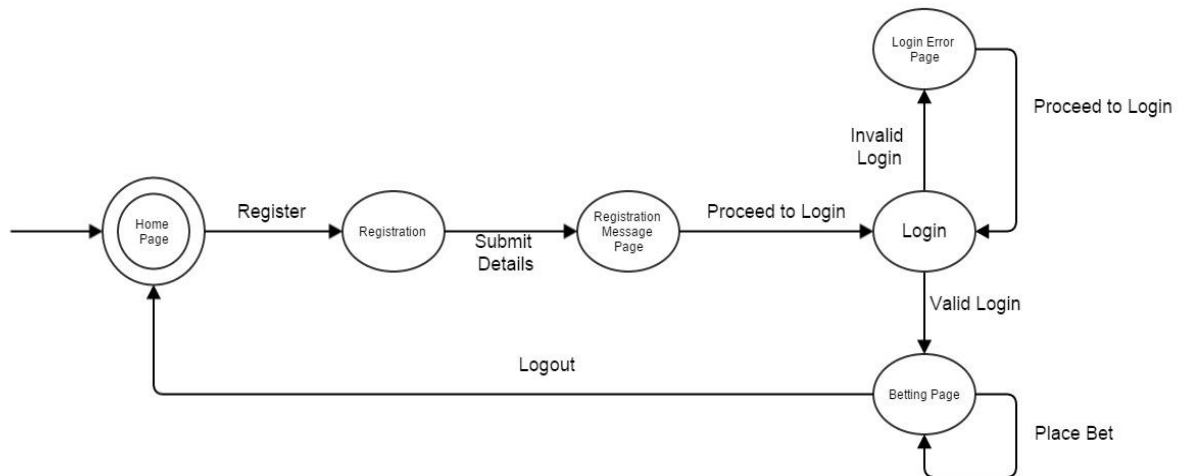 Login Error
Page
Proceed to Login
Invalid
Login
Home
Page
Register
Registration
Submit
Details
Registration
Message
Page
Proceed to Login
Login
Valid Login
Logout
Betting Page
Place Bet